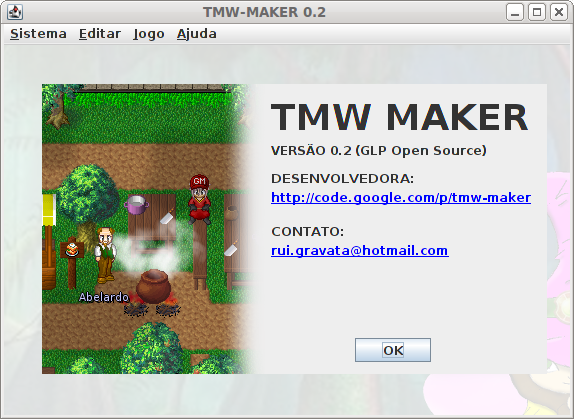 TMW-MAKER 0.2
Sistema Editar Jogo Ajuda
TMW MAKER
VERSÃO 0.2 (GLP Open Source)
DESENVOLVEDORA:
http://code.google.com/p/tmw-maker
CONTATO:
rui.gravata@hotmail.com
GM
Abelardo
OK